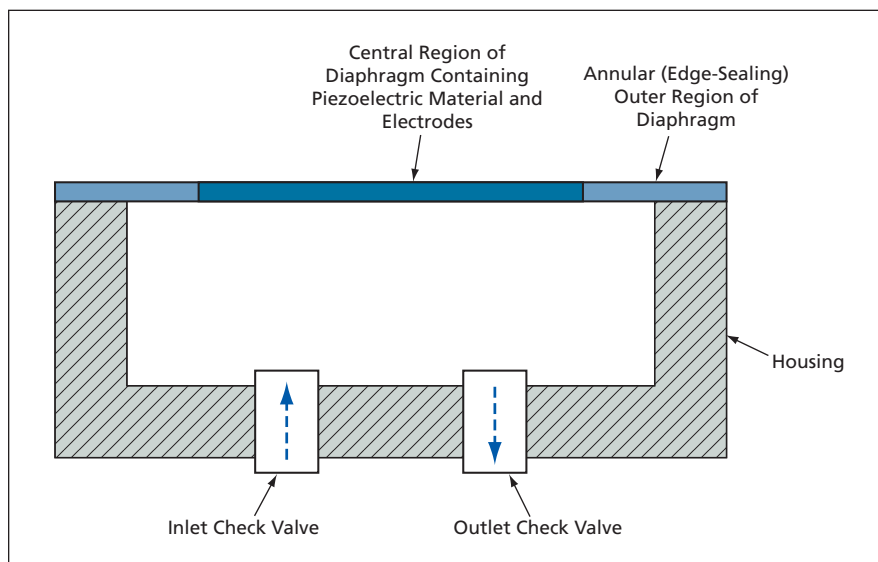 Central Region of
Diaphragm Containing
Piezoelectric Material and
Electrodes
Annular (Edge-Sealing)
Outer Region of
Diaphragm
Housing
Inlet Check Valve
Outlet Check Valve